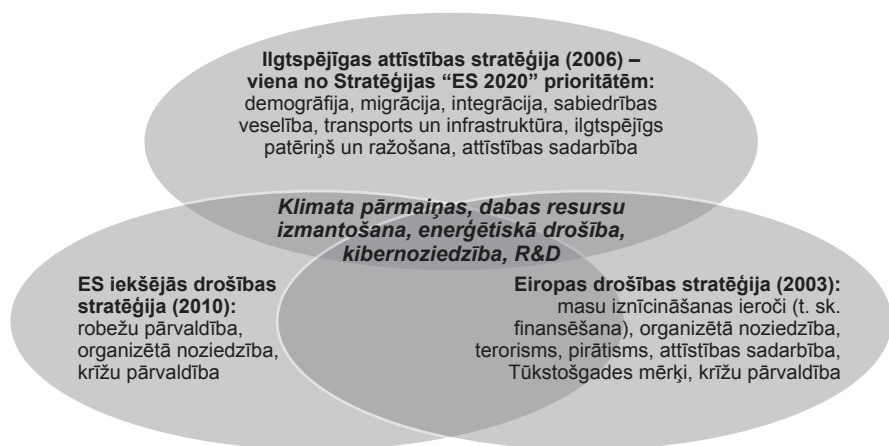 Ilgtspējīgas attīstības stratēģija (2006) –
viena no Stratēģijas “ES 2020” prioritātēm:
demogrāfija, migrācija, integrācija, sabiedrības
veselība, transports un infrastruktūra, ilgtspējīgs
patēriņš un ražošana, attīstības sadarbība
Klimata pārmaiņas, dabas resursu
izmantošana, enerģētiskā drošība,
kibernoziedzība, R&D
ES iekšējās drošības
stratēģija (2010):
robežu pārvaldība,
organizētā noziedzība,
krīžu pārvaldība
Eiropas drošības stratēģija (2003):
masu iznīcināšanas ieroči (t. sk.
finansēšana), organizētā noziedzība,
terorisms, pirātisms, attīstības sadarbība,
Tūkstošgades mērķi, krīžu pārvaldība